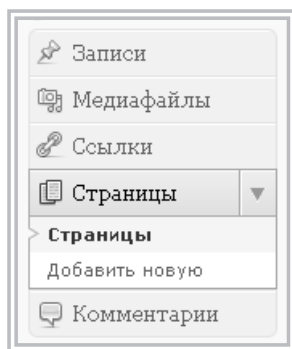 Записи
Медиафайлы
Ссылки
Страницы
Страницы
Добавить новую
Комментарии